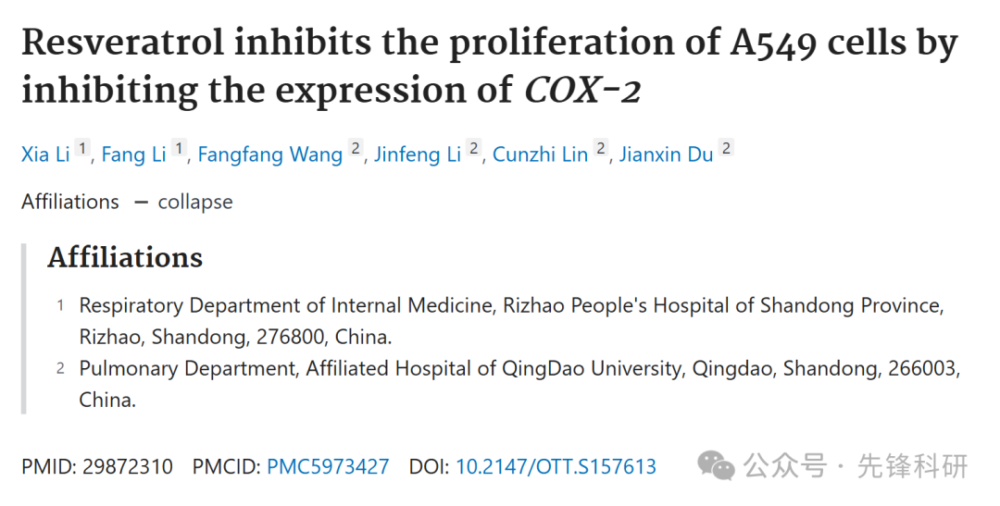 Resveratrol inhibits the proliferation of A549 cells by
inhibiting the expression of COX-2
Xia Li 1, Fang Li 1, Fangfang Wang 2, Jinfeng Li 2, Cunzhi Lin 2, Jianxin Du 2
Affiliations − collapse
Affiliations
1 Respiratory Department of Internal Medicine, Rizhao People's Hospital of Shandong Province,
Rizhao, Shandong, 276800, China.
2 Pulmonary Department, Affiliated Hospital of QingDao University, Qingdao, Shandong, 266003,
China.
PMID: 29872310 PMCID: PMC5973427 DOI: 10.2147/OTT.S157613
公众号 · 先锋科研